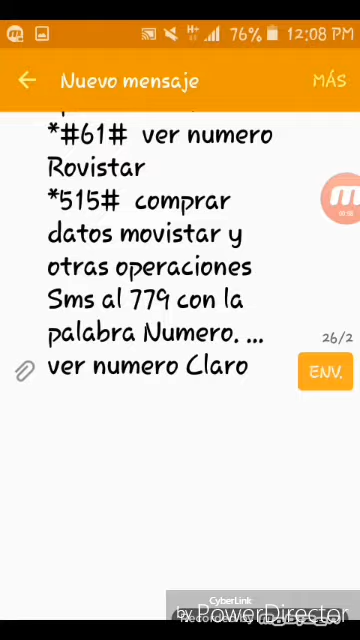 76% 12:08 PM
Nuevo mensaje
MÁS
*#61# ver numero
Rovistar
*515# comprar
datos movistar y
otras operaciones
Sms al 779 con la
palabra Numero. ...
26/2
ver numero Claro
ENV.
CyberLink
by PowerDirector